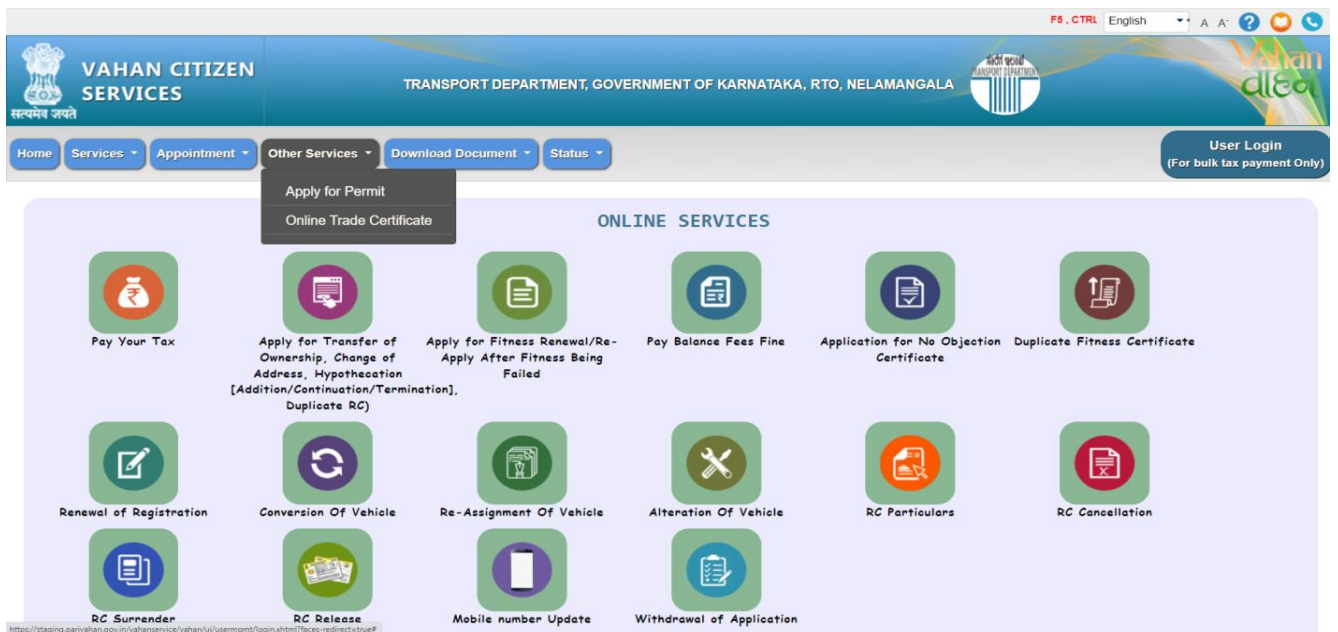 F5 , CTRL English A A-
VAHAN CITIZEN
SERVICES
सत्यमेव जयते
TRANSPORT DEPARTMENT, GOVERNMENT OF KARNATAKA, RTO, NELAMANGALA
TRANSPORT DEPARTMENT
Vahan
वाहन
Home Services Appointment Other Services Download Document Status
User Login
(For bulk tax payment Only)
Apply for Permit
Online Trade Certificate
ONLINE SERVICES
Pay Your Tax
Apply for Transfer of
Ownership, Change of
Address, Hypothecation
[Addition/Continuation/Termination],
Duplicate RC)
Apply for Fitness Renewal/Re-
Apply After Fitness Being
Failed
Pay Balance Fees Fine
Application for No Objection
Certificate
Duplicate Fitness Certificate
Renewal of Registration
Conversion Of Vehicle
Re-Assignment Of Vehicle
Alteration Of Vehicle
RC Particulars
RC Cancellation
RC Surrender
RC Release
Mobile number Update
Withdrawal of Application
https://staging.parivahan.gov.in/vahanservice/vahan/ui/usermgmt/login.xhtml?faces-redirect=true#